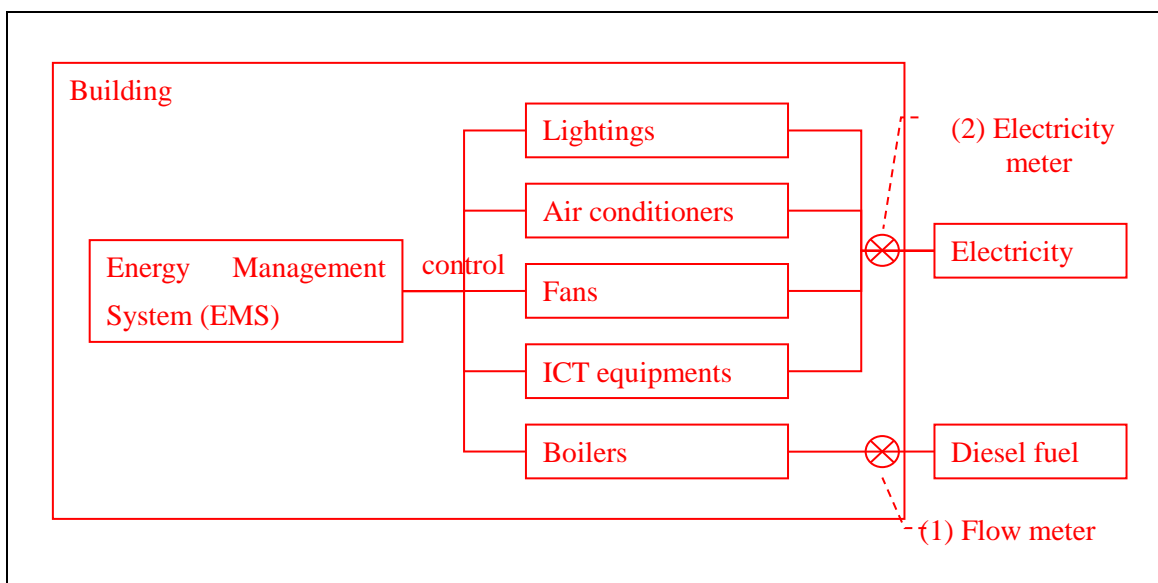 Building
Lightings
(2) Electricity
meter
Air conditioners
Energy Management
System (EMS)
control
Electricity
Fans
ICT equipments
Boilers
Diesel fuel
(1) Flow meter